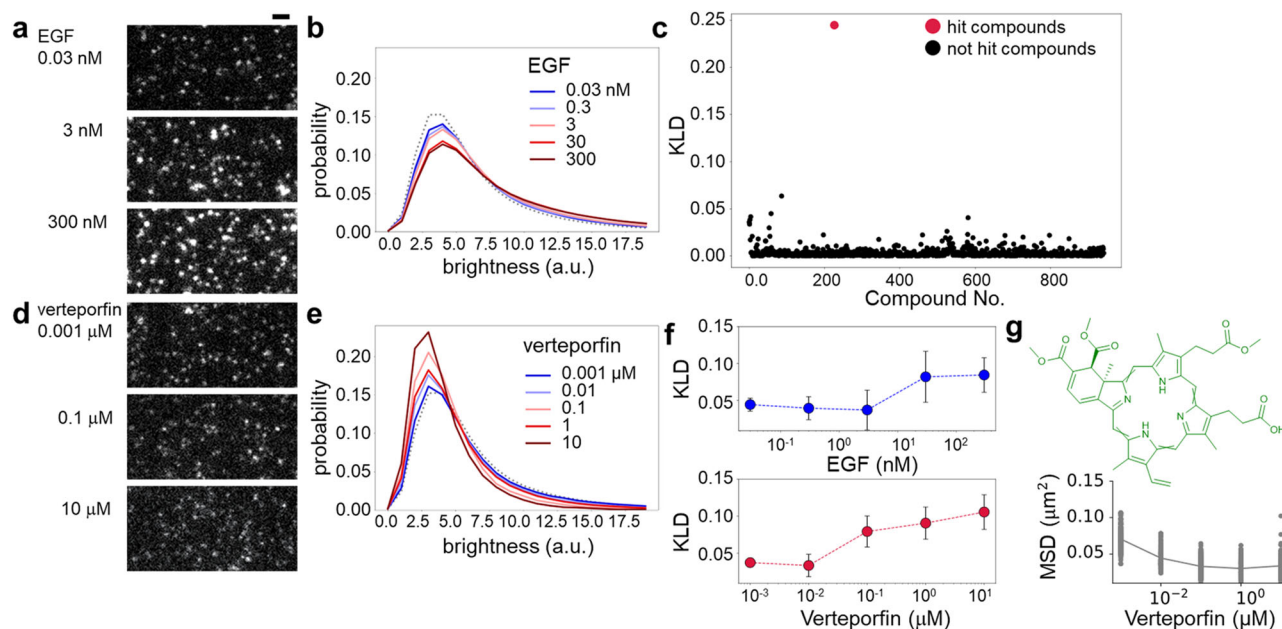 a
EGF
0.03 nM
3 nM
300 nM
b
EGF
0.03 nM
0.3
3
30
300
probability
0.20
0.15
0.10
0.05
0.00
0.0 2.5 5.0 7.5 10.0 12.5 15.0 17.5
brightness (a.u.)
c
hit compounds
not hit compounds
KLD
0.25
0.20
0.15
0.10
0.05
0.00
0.0 200 400 600 800
Compound No.
d
verteporfin
0.001 μM
0.1 μM
10 μM
e
verteporfin
0.001 μM
0.01
0.1
1
10
probability
0.20
0.15
0.10
0.05
0.00
0.0 2.5 5.0 7.5 10.0 12.5 15.0 17.5
brightness (a.u.)
f
KLD
0.15
0.10
0.05
10⁻¹ 10⁰ 10¹ 10²
EGF (nM)
KLD
0.15
0.10
0.05
10⁻³ 10⁻² 10⁻¹ 10⁰ 10¹
Verteporfin (μM)
g
O
O
O
O
O
O
O
OH
NH
N
N
HN
MSD (μm²)
0.15
0.10
0.05
10⁻² 10⁰
Verteporfin (μM)